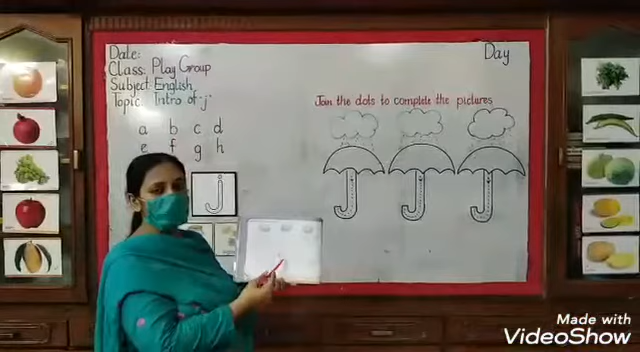 Date:
Day
Class: Play Group
Subject: English
Topic: Intro of "j"
Join the dots to complete the pictures
a b c d
e f g h
j
Made with
VideoShow